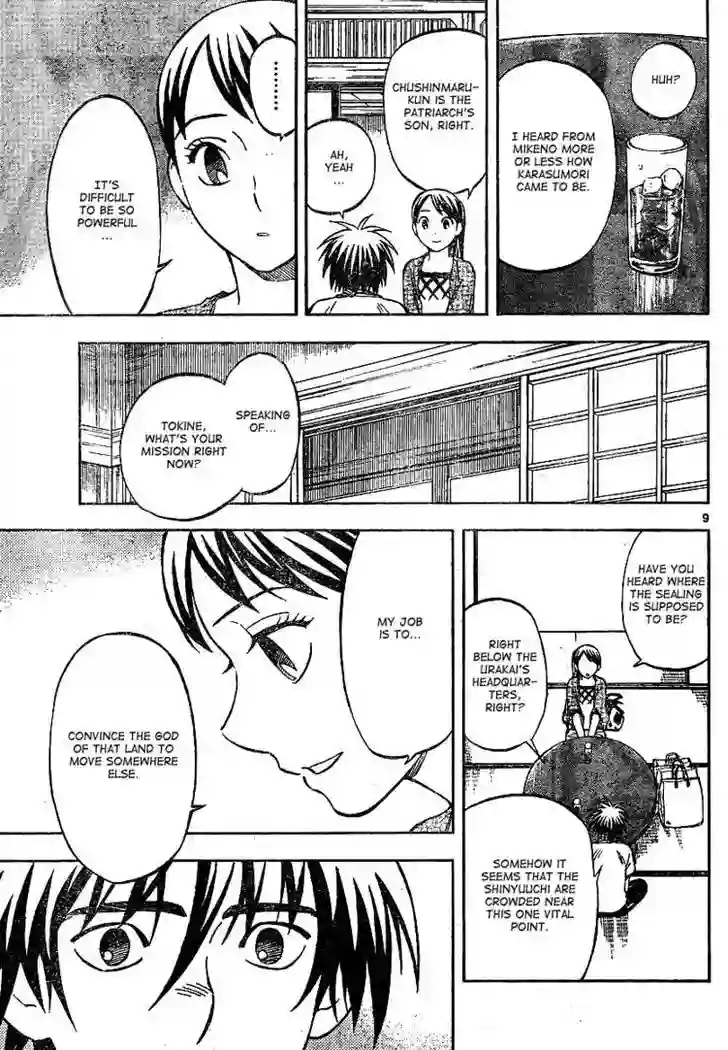 HUH?
I HEARD FROM
MIKENO MORE
OR LESS HOW
KARASUMORI
CAME TO BE.
CHUSHINMARU-
KUN IS THE
PATRIARCH'S
SON, RIGHT.
AH,
YEAH
...
.........
IT'S
DIFFICULT
TO BE SO
POWERFUL
...
SPEAKING
OF...
TOKINE,
WHAT'S YOUR
MISSION RIGHT
NOW?
9
HAVE YOU
HEARD WHERE
THE SEALING
IS SUPPOSED
TO BE?
RIGHT
BELOW THE
URAKAI'S
HEADQUAR-
TERS,
RIGHT?
SOMEHOW IT
SEEMS THAT THE
SHINYUUCHI ARE
CROWDED NEAR
THIS ONE VITAL
POINT.
MY JOB
IS TO...
CONVINCE THE GOD
OF THAT LAND TO
MOVE SOMEWHERE
ELSE.